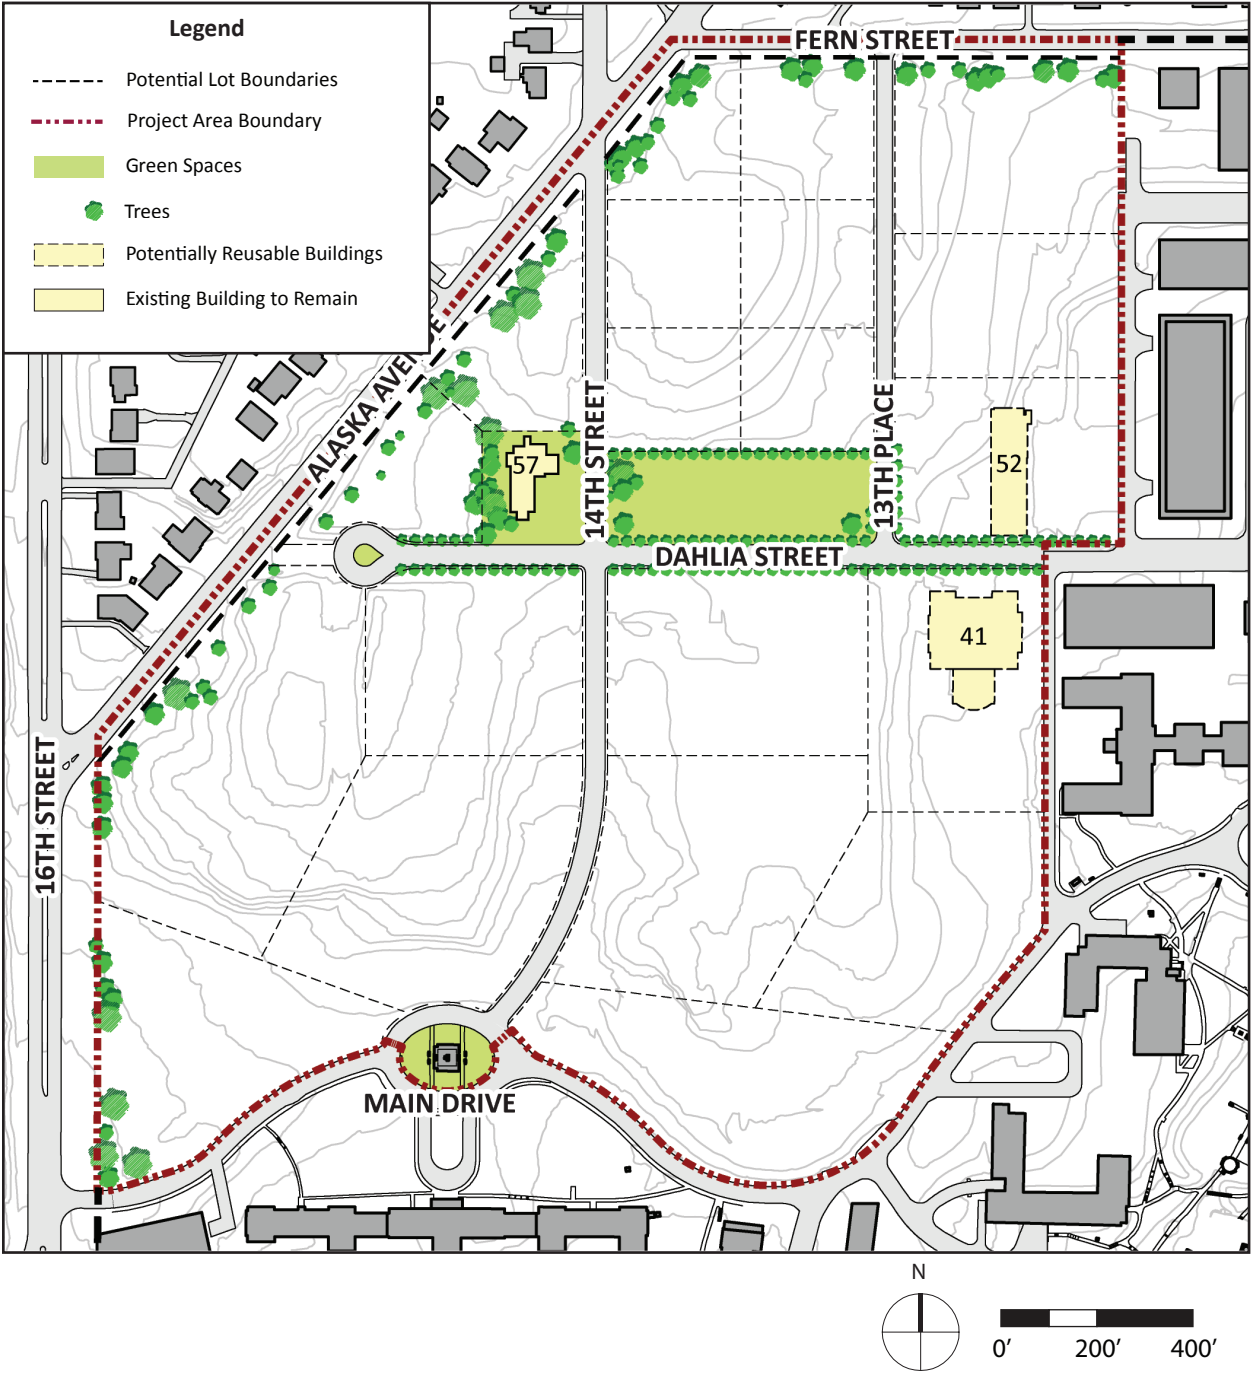 Legend
Potential Lot Boundaries
Project Area Boundary
Green Spaces
Trees
Potentially Reusable Buildings
Existing Building to Remain
FERN STREET
ALASKA AVENUE
14TH STREET
13TH PLACE
57
52
DAHLIA STREET
41
16TH STREET
MAIN DRIVE
N
0' 200' 400'